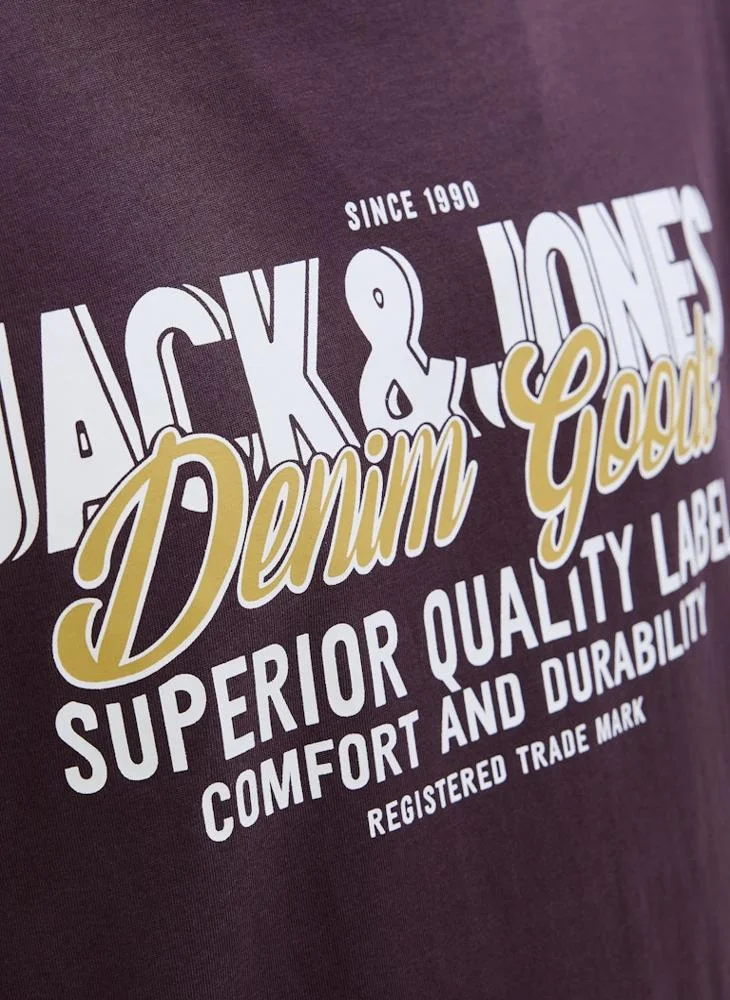 SINCE 1990
JACK & JONES
Denim Goods
SUPERIOR QUALITY LABEL
COMFORT AND DURABILITY
REGISTERED TRADE MARK